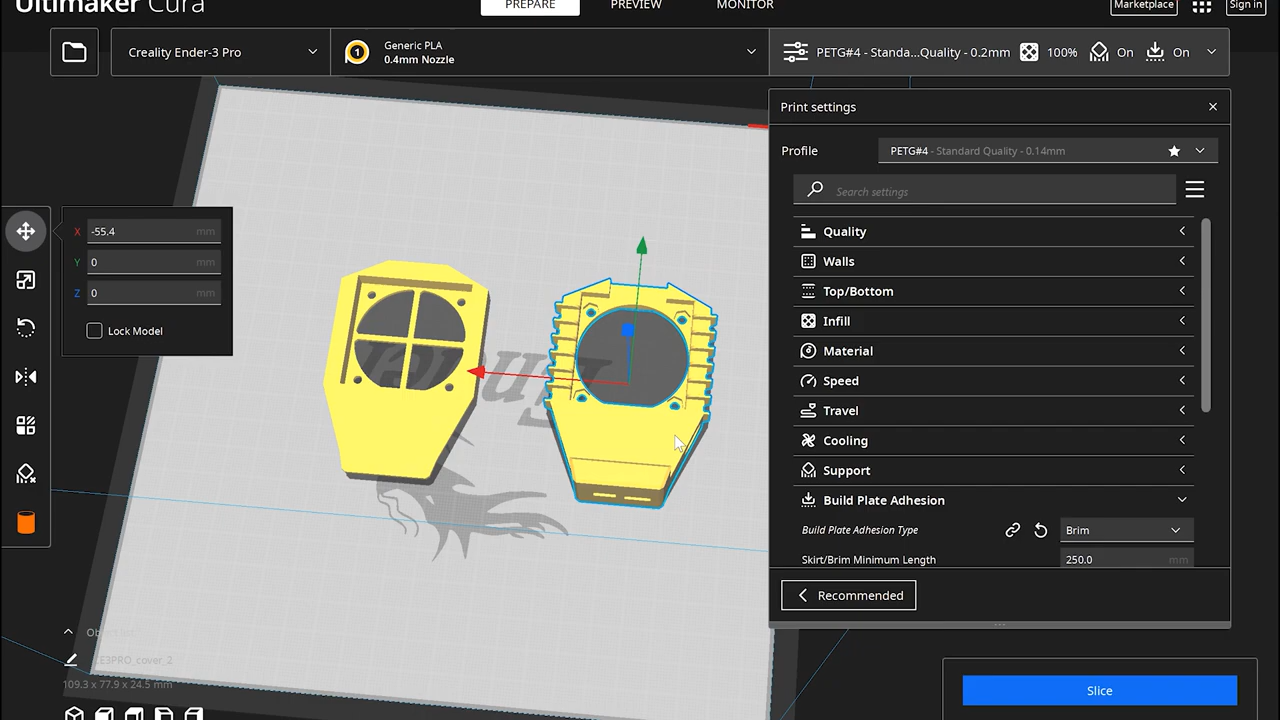 Ultimaker Cura
PREPARE
PREVIEW
MONITOR
Marketplace
Sign in
Creality Ender-3 Pro
1
Generic PLA
0.4mm Nozzle
PETG#4 - Standa...Quality - 0.2mm
100%
On
On
Print settings
Profile
PETG#4 - Standard Quality - 0.14mm
Search settings
X -55.4 mm
Y 0 mm
Z 0 mm
Lock Model
Quality
Walls
Top/Bottom
Infill
Material
Speed
Travel
Cooling
Support
Build Plate Adhesion
Build Plate Adhesion Type
Brim
Skirt/Brim Minimum Length
250.0 mm
Recommended
CE3PRO_cover_2
109.3 x 77.9 x 24.5 mm
Slice